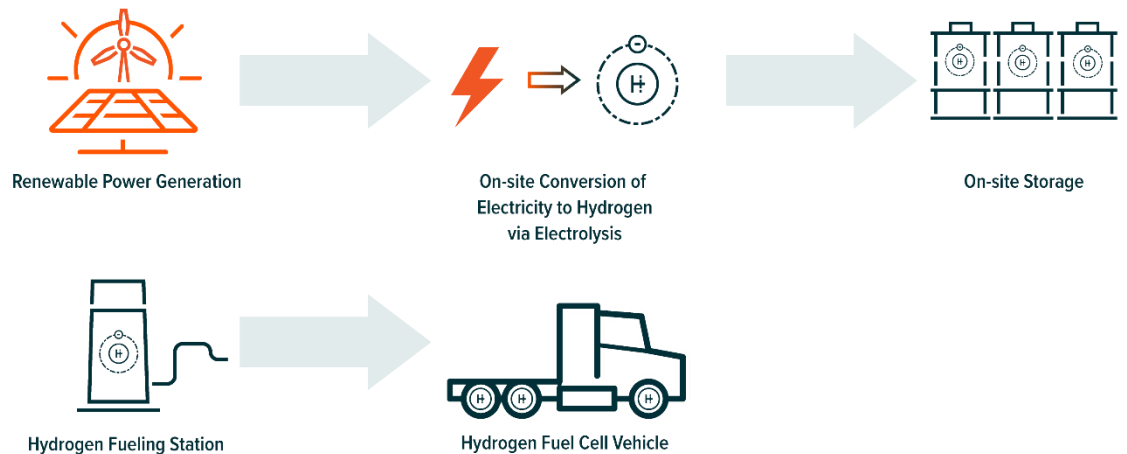 Renewable Power Generation
On-site Conversion of
Electricity to Hydrogen
via Electrolysis
On-site Storage
H
H H H
Hydrogen Fueling Station
Hydrogen Fuel Cell Vehicle
H
H H H